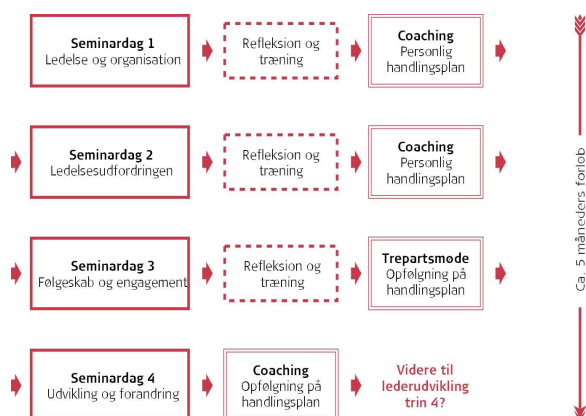 Seminardag 1
Ledelse og organisation
Refleksion og
træning
Coaching
Personlig
handlingsplan
Seminardag 2
Ledelsesudfordringen
Refleksion og
træning
Coaching
Personlig
handlingsplan
Seminardag 3
Følgeskab og engagement
Refleksion og
træning
Trepartsmøde
Opfølgning på
handlingsplan
Seminardag 4
Udvikling og forandring
Coaching
Opfølgning på
handlingsplan
Videre til
lederudvikling
trin 4?
Ca. 5 måneders forløb